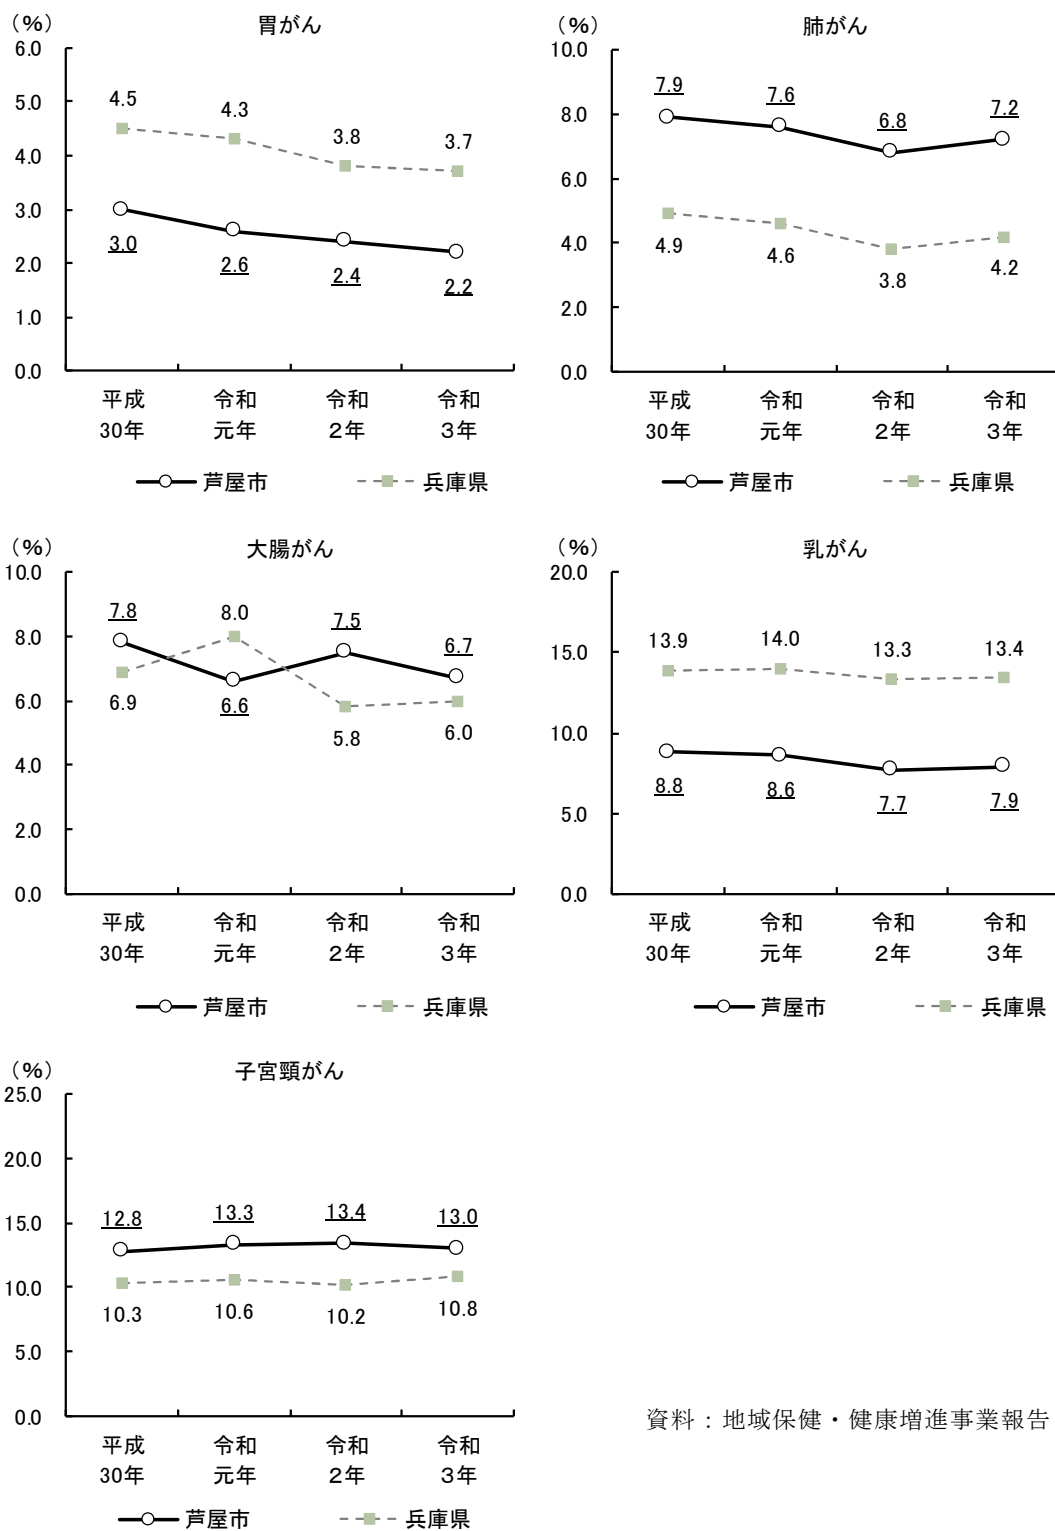 （%） 胃がん
6.0
5.0
4.0
3.0
2.0
1.0
0.0
4.5 4.3 3.8 3.7
3.0 2.6 2.4 2.2
平成 令和 令和 令和
30年 元年 2年 3年
芦屋市 兵庫県
（%） 肺がん
10.0
8.0
6.0
4.0
2.0
0.0
7.9 7.6 6.8 7.2
4.9 4.6 3.8 4.2
平成 令和 令和 令和
30年 元年 2年 3年
芦屋市 兵庫県
（%） 大腸がん
10.0
8.0
6.0
4.0
2.0
0.0
7.8 8.0 7.5 6.7
6.9 6.6 5.8 6.0
平成 令和 令和 令和
30年 元年 2年 3年
芦屋市 兵庫県
（%） 乳がん
20.0
15.0
10.0
5.0
0.0
13.9 14.0 13.3 13.4
8.8 8.6 7.7 7.9
平成 令和 令和 令和
30年 元年 2年 3年
芦屋市 兵庫県
（%） 子宮頸がん
25.0
20.0
15.0
10.0
5.0
0.0
12.8 13.3 13.4 13.0
10.3 10.6 10.2 10.8
平成 令和 令和 令和
30年 元年 2年 3年
芦屋市 兵庫県
資料：地域保健・健康増進事業報告